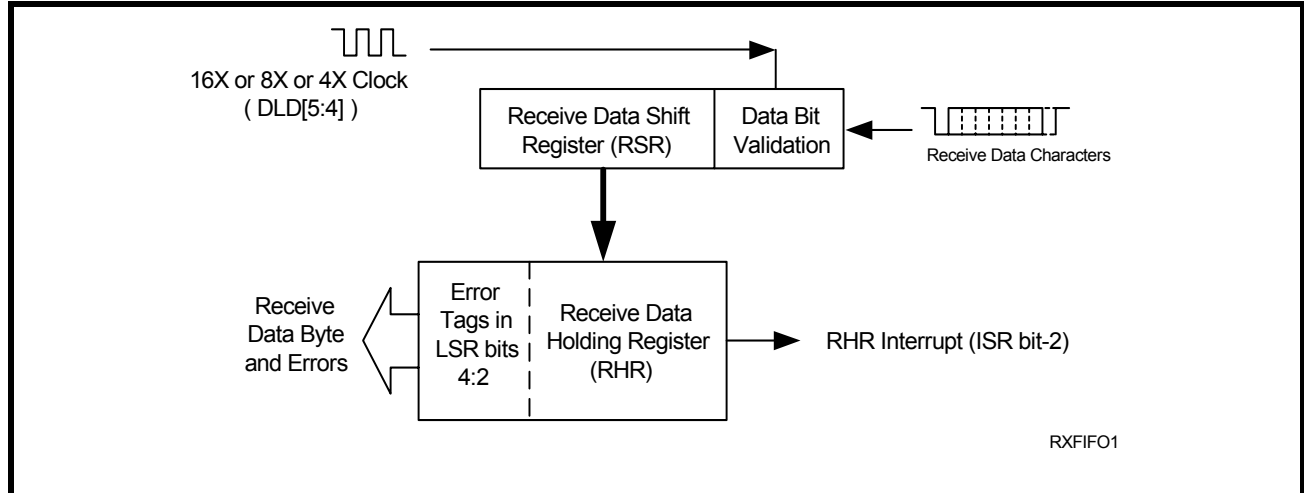 16X or 8X or 4X Clock
( DLD[5:4] )
Receive Data Shift
Register (RSR)
Data Bit
Validation
Receive Data Characters
Receive
Data Byte
and Errors
Error
Tags in
LSR bits
4:2
Receive Data
Holding Register
(RHR)
RHR Interrupt (ISR bit-2)
RXFIFO1